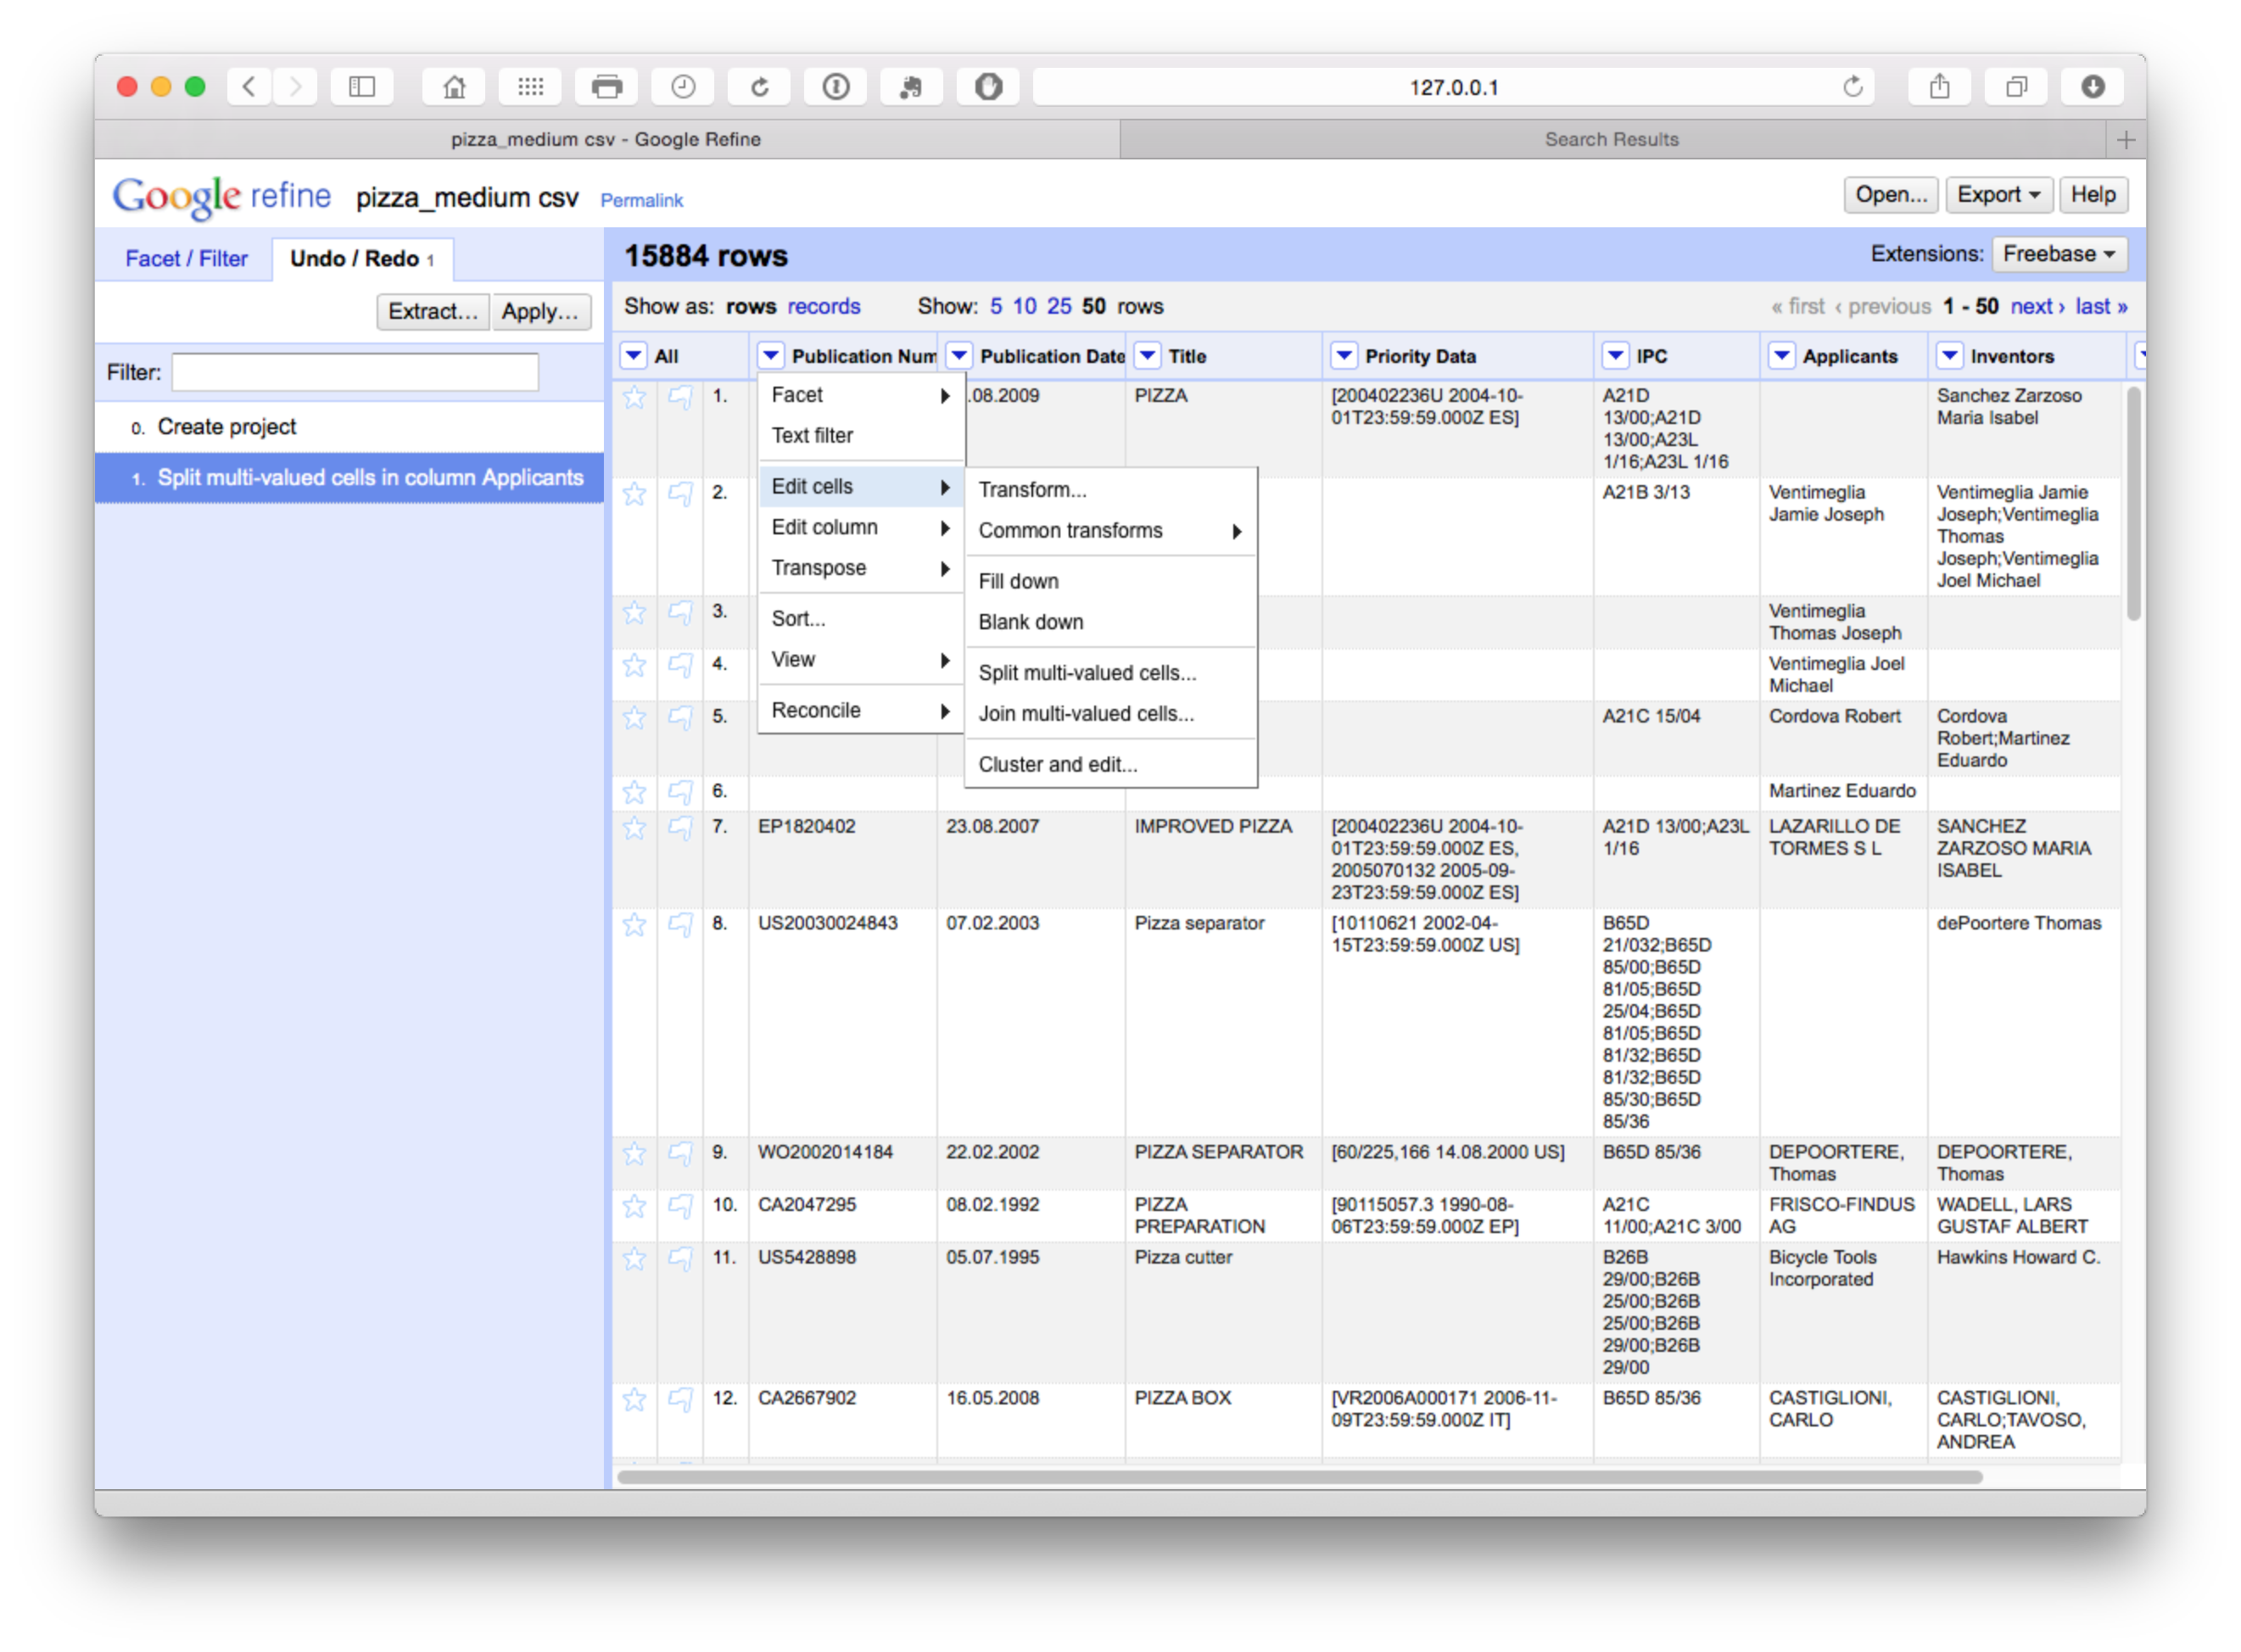 127.0.0.1
pizza_medium csv - Google Refine
Search Results
Google refine pizza_medium csv Permalink
Open... Export Help
Facet / Filter Undo / Redo 1
15884 rows
Extensions: Freebase
Extract... Apply...
Show as: rows records Show: 5 10 25 50 rows
« first ‹ previous 1 - 50 next › last »
Filter:
0. Create project
1. Split multi-valued cells in column Applicants
All Publication Num Publication Date Title Priority Data IPC Applicants Inventors
Facet
Text filter
Edit cells
Edit column
Transpose
Sort...
View
Reconcile
Transform...
Common transforms
Fill down
Blank down
Split multi-valued cells...
Join multi-valued cells...
Cluster and edit...
1. .08.2009 PIZZA
[200402236U 2004-10-
01T23:59:59.000Z ES]
A21D
13/00;A21D
13/00;A23L
1/16;A23L 1/16
Sanchez Zarzoso
Maria Isabel
2.
A21B 3/13
Ventimeglia
Jamie Joseph
Ventimeglia Jamie
Joseph;Ventimeglia
Thomas
Joseph;Ventimeglia
Joel Michael
3.
Ventimeglia
Thomas Joseph
4.
Ventimeglia Joel
Michael
5.
A21C 15/04
Cordova Robert
Cordova
Robert;Martinez
Eduardo
6.
Martinez Eduardo
7. EP1820402 23.08.2007 IMPROVED PIZZA
[200402236U 2004-10-
01T23:59:59.000Z ES,
2005070132 2005-09-
23T23:59:59.000Z ES]
A21D 13/00;A23L
1/16
LAZARILLO DE
TORMES S L
SANCHEZ
ZARZOSO MARIA
ISABEL
8. US20030024843 07.02.2003 Pizza separator
[10110621 2002-04-
15T23:59:59.000Z US]
B65D
21/032;B65D
85/00;B65D
81/05;B65D
25/04;B65D
81/05;B65D
81/32;B65D
81/32;B65D
85/30;B65D
85/36
dePoortere Thomas
9. WO2002014184 22.02.2002 PIZZA SEPARATOR [60/225,166 14.08.2000 US] B65D 85/36
DEPOORTERE,
Thomas
DEPOORTERE,
Thomas
10. CA2047295 08.02.1992
PIZZA
PREPARATION
[90115057.3 1990-08-
06T23:59:59.000Z EP]
A21C
11/00;A21C 3/00
FRISCO-FINDUS
AG
WADELL, LARS
GUSTAF ALBERT
11. US5428898 05.07.1995 Pizza cutter
B26B
29/00;B26B
25/00;B26B
25/00;B26B
29/00;B26B
29/00
Bicycle Tools
Incorporated
Hawkins Howard C.
12. CA2667902 16.05.2008 PIZZA BOX
[VR2006A000171 2006-11-
09T23:59:59.000Z IT]
B65D 85/36
CASTIGLIONI,
CARLO
CASTIGLIONI,
CARLO;TAVOSO,
ANDREA